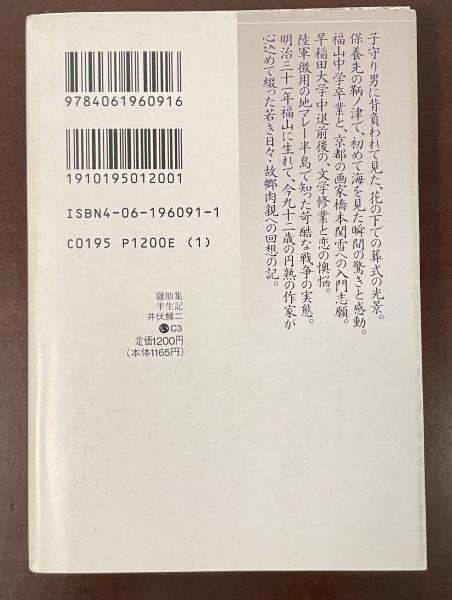 子守り男に背負われて見た、花の下での葬式の光景。
保養先の鞆ノ津で、初めて海を見た瞬間の驚きと感動。
福山中学卒業と、京都の画家橋本関雪への入門志願。
早稲田大学中退前後の、文学修業と恋の懊悩。
陸軍徴用の地マレー半島で知った苛酷な戦争の実態。
明治三十一年福山に生れて、今九十二歳の円熟の作家が
心込めて綴った若き日々・故郷肉親への回想の記。
9784061960916
1910195012001
ISBN4-06-196091-1
C0195 P1200E (1)
雞肋集
半生記
井伏鱒二
いC3
定価1200円
(本体1165円)